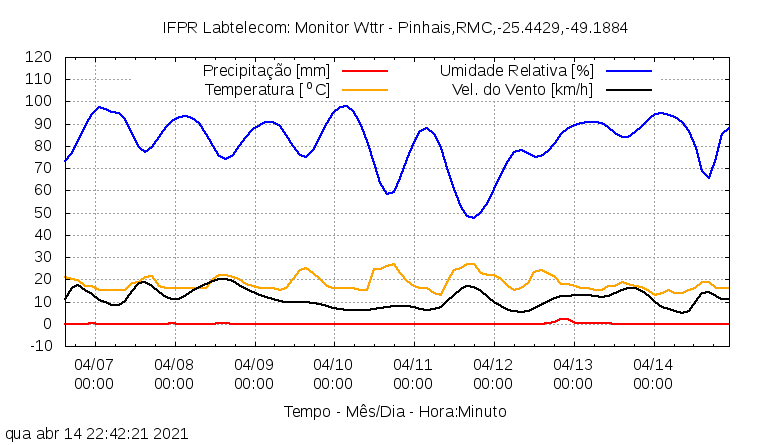 IFPR Labtelecom: Monitor Wttr - Pinhais,RMC,-25.4429,-49.1884
120
110
100
90
80
70
60
50
40
30
20
10
0
-10
Precipitação [mm] Umidade Relativa [%]
Temperatura [⁰C] Vel. do Vento [km/h]
04/07 04/08 04/09 04/10 04/11 04/12 04/13 04/14
00:00 00:00 00:00 00:00 00:00 00:00 00:00 00:00
Tempo - Mês/Dia - Hora:Minuto
qua abr 14 22:42:21 2021